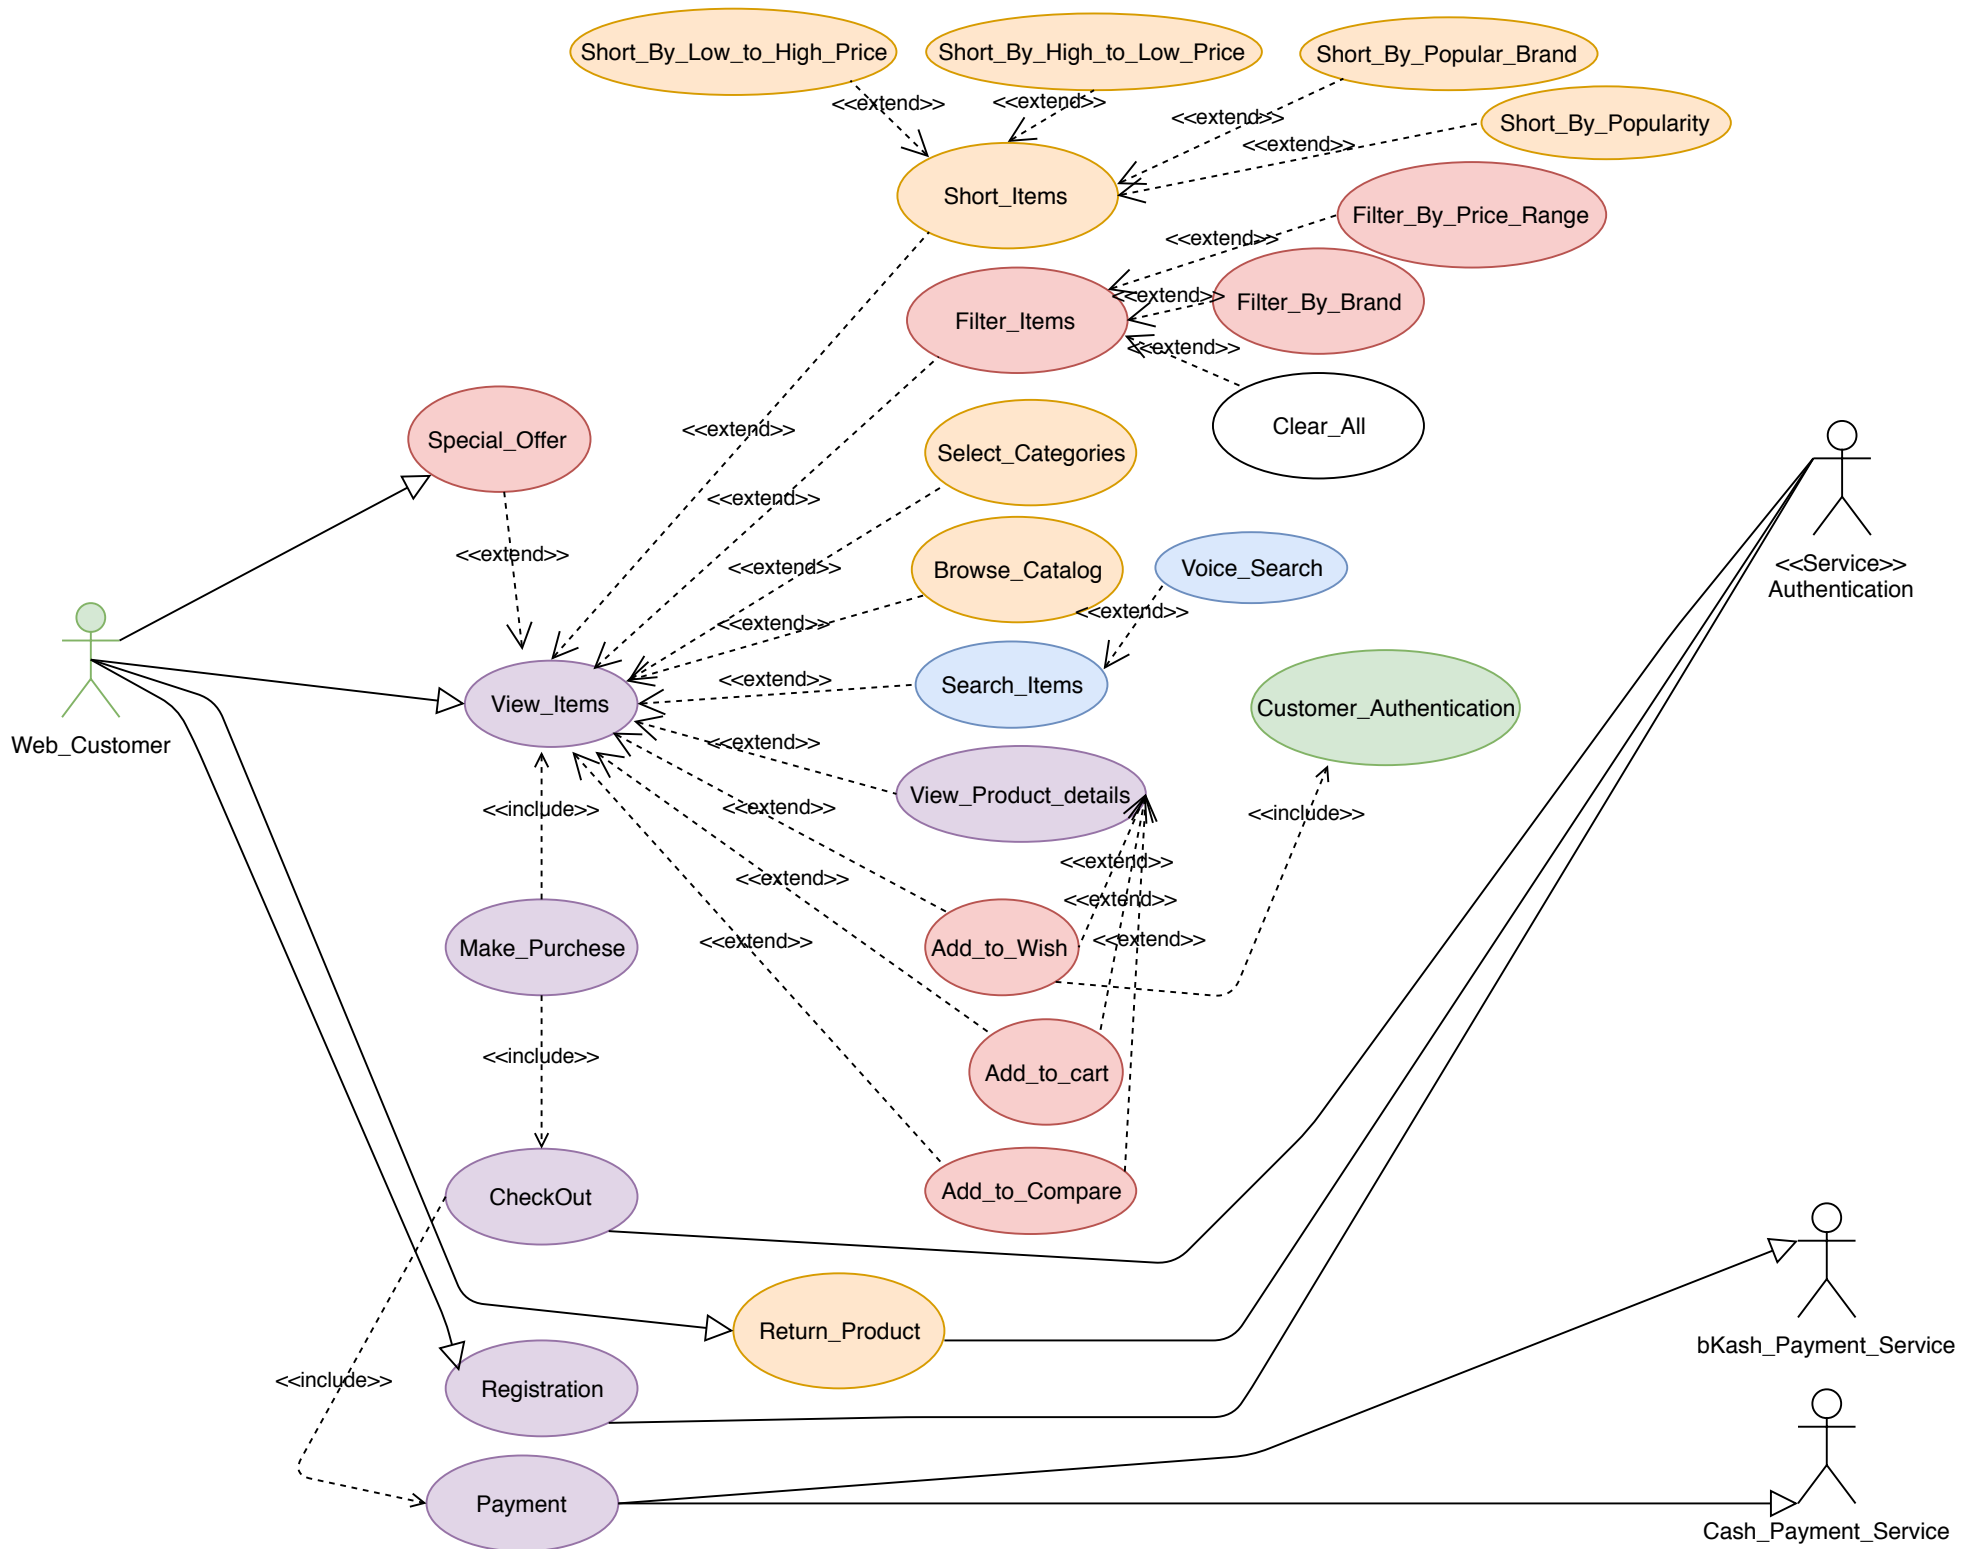 Short_By_Low_to_High_Price
Short_By_High_to_Low_Price
Short_By_Popular_Brand
<<extend>>
<<extend>>
<<extend>>
Short_By_Popularity
<<extend>>
Short_Items
Filter_By_Price_Range
<<extend>>
<<extend>>
Filter_By_Brand
Filter_Items
<<extend>>
Clear_All
Special_Offer
<<extend>>
Select_Categories
<<extend>>
<<extend>>
<<extend>>
Browse_Catalog
Voice_Search
<<Service>>
Authentication
<<extend>>
<<extend>>
<<extend>>
Search_Items
View_Items
Customer_Authentication
Web_Customer
<<extend>>
View_Product_details
<<include>>
<<extend>>
<<include>>
<<extend>>
<<extend>>
<<extend>>
Make_Purchese
<<extend>>
Add_to_Wish
<<extend>>
<<include>>
Add_to_cart
CheckOut
Add_to_Compare
Return_Product
bKash_Payment_Service
<<include>>
Registration
Payment
Cash_Payment_Service